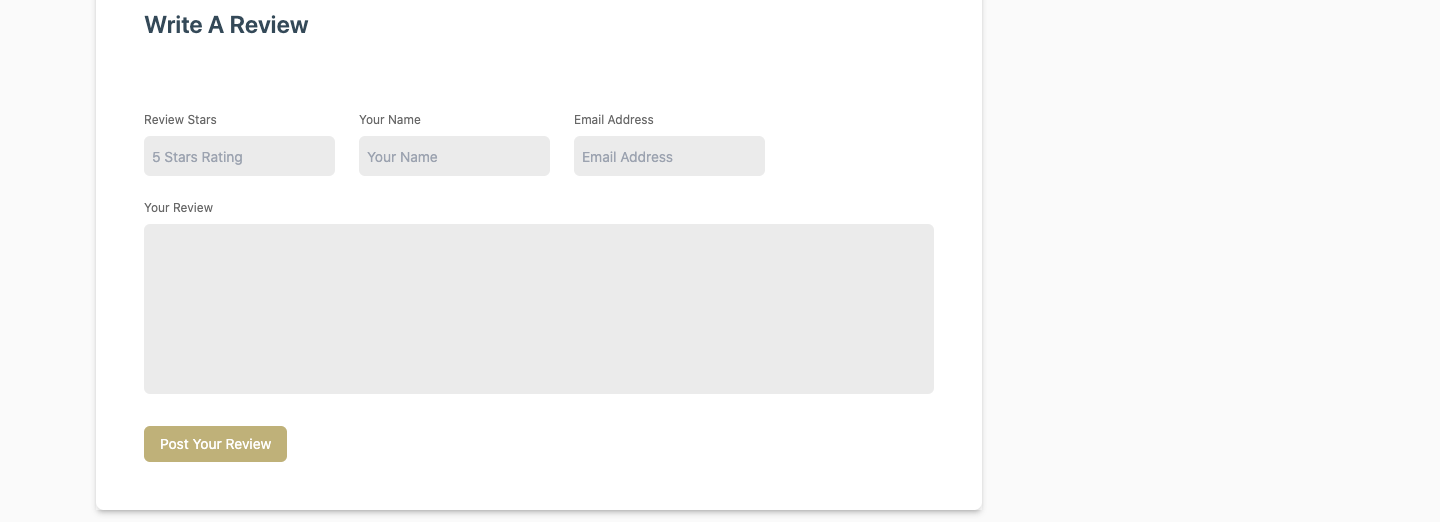 Write A Review
Review Stars
Your Name
Email Address
5 Stars Rating
Your Name
Email Address
Your Review
Post Your Review